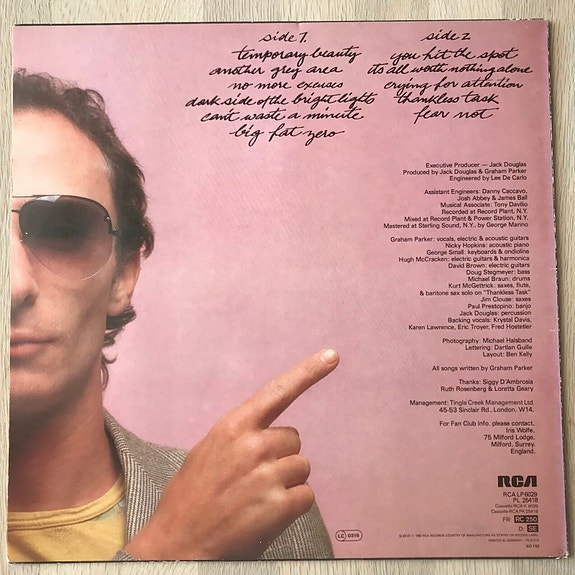 side 1.
temporary beauty
another grey area
no more excuses
dark side of the bright lights
can't waste a minute
big fat zero
side 2
you hit the spot
it's all worth nothing alone
crying for attention
thankless task
fear not
Executive Producer — Jack Douglas
Produced by Jack Douglas & Graham Parker
Engineered by Lee De Carlo
Assistant Engineers: Danny Caccavo,
Josh Abbey & James Ball
Musical Associate: Tony Davilio
Recorded at Record Plant, N.Y.
Mixed at Record Plant & Power Station, N.Y.
Mastered at Sterling Sound, N.Y., by George Marino
Graham Parker: vocals, electric & acoustic guitars
Nicky Hopkins: acoustic piano
George Small: keyboards & ondioline
Hugh McCracken: electric guitars & harmonica
David Brown: electric guitars
Doug Stegmeyer: bass
Michael Braun: drums
Kurt McGettrick: saxes, flute,
& baritone sax solo on "Thankless Task"
Jim Clouse: saxes
Paul Prestopino: banjo
Jack Douglas: percussion
Backing vocals: Krystal Davis,
Karen Lawrence, Eric Troyer, Fred Hostetler
Photography: Michael Halsband
Lettering: Dartlan Guille
Layout: Ben Kelly
All songs written by Graham Parker
Thanks: Siggy D'Ambrosia
Ruth Rosenberg & Loretta Geary
Management: Tingle Creek Management Ltd.
45-53 Sinclair Rd., London. W14.
For Fan Club info. please contact,
Iris Wolfe,
75 Milford Lodge,
Milford, Surrey.
England.
RCA
RCA LP 6029
PL 25418
Cassette RCA K 6029
Cassette RCA PK 25418
FR: RC 250
D: SE
LC 0316